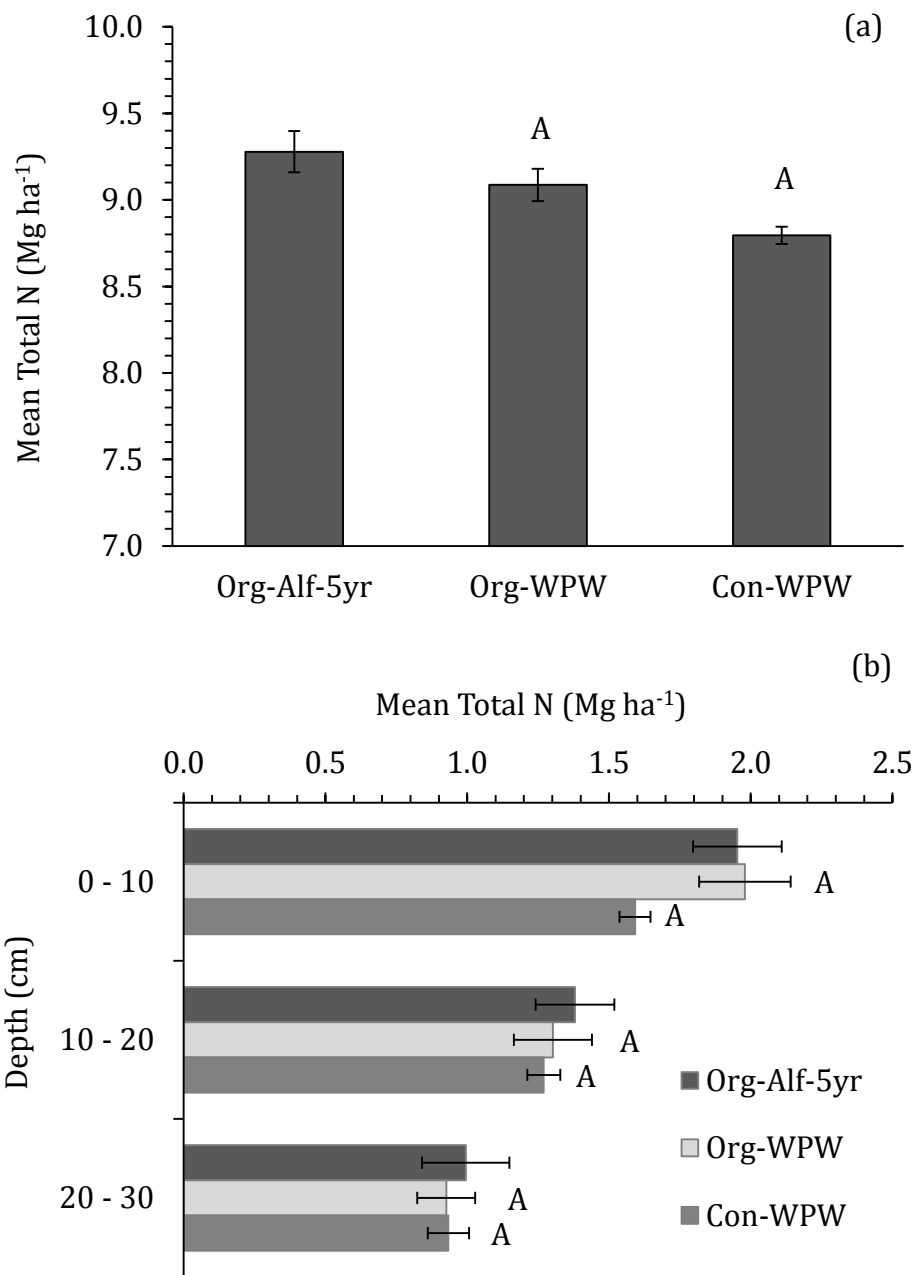 (a)
10.0
9.5
9.0
8.5
8.0
7.5
7.0
Mean Total N (Mg ha⁻¹)
A
A
Org-Alf-5yr Org-WPW Con-WPW
(b)
Mean Total N (Mg ha⁻¹)
0.0 0.5 1.0 1.5 2.0 2.5
Depth (cm)
0 - 10
A
A
10 - 20
A
A
20 - 30
A
A
Org-Alf-5yr
Org-WPW
Con-WPW